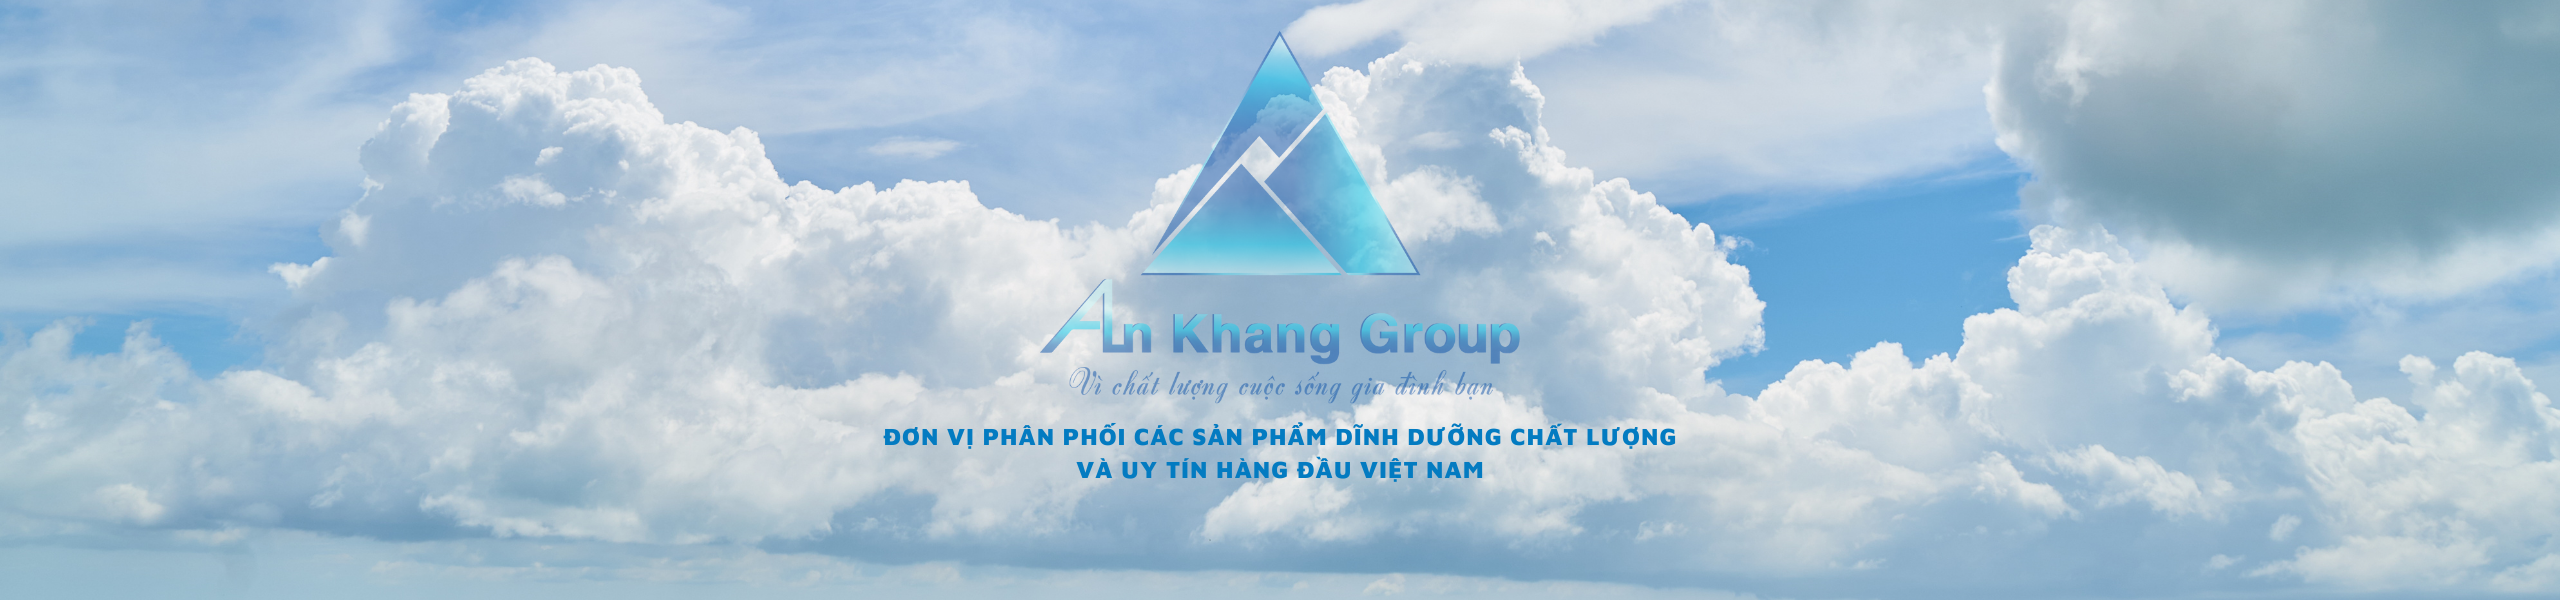 An Khang Group
Vì chất lượng cuộc sống gia đình bạn
ĐƠN VỊ PHÂN PHỐI CÁC SẢN PHẨM DĨNH DƯỠNG CHẤT LƯỢNG
VÀ UY TÍN HÀNG ĐẦU VIỆT NAM